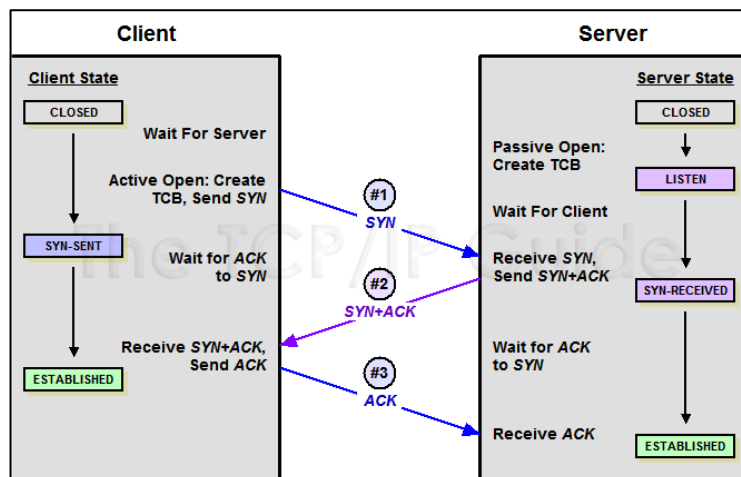 Client
Server
Client State
CLOSED
Wait For Server
Active Open: Create
TCB, Send SYN
SYN-SENT
Wait for ACK
to SYN
Receive SYN+ACK,
Send ACK
ESTABLISHED
#1
SYN
#2
SYN+ACK
#3
ACK
Server State
CLOSED
Passive Open:
Create TCB
LISTEN
Wait For Client
Receive SYN,
Send SYN+ACK
SYN-RECEIVED
Wait for ACK
to SYN
Receive ACK
ESTABLISHED
The TCP/IP Guide